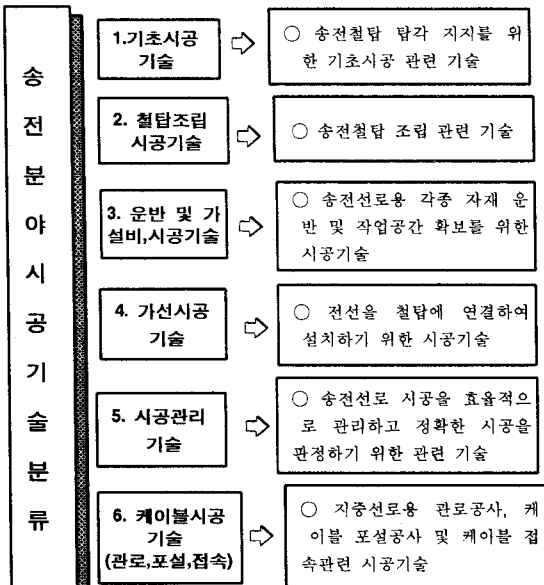 송전분야시공기술분류
1.기초시공
기술
○ 송전철탑 탑각 지지를 위
한 기초시공 관련 기술
2. 철탑조립
시공기술
○ 송전철탑 조립 관련 기술
3. 운반 및 가
설비,시공기술
○ 송전선로용 각종 자재 운
반 및 작업공간 확보를 위한
시공기술
4. 가선시공
기술
○ 전선을 철탑에 연결하여
설치하기 위한 시공기술
5. 시공관리
기술
○ 송전선로 시공을 효율적으
로 관리하고 정확한 시공을
판정하기 위한 관련 기술
6. 케이블시공
기술
(관로,포설,접속)
○ 지중선로용 관로공사, 케
이블 포설공사 및 케이블 접
속관련 시공기술